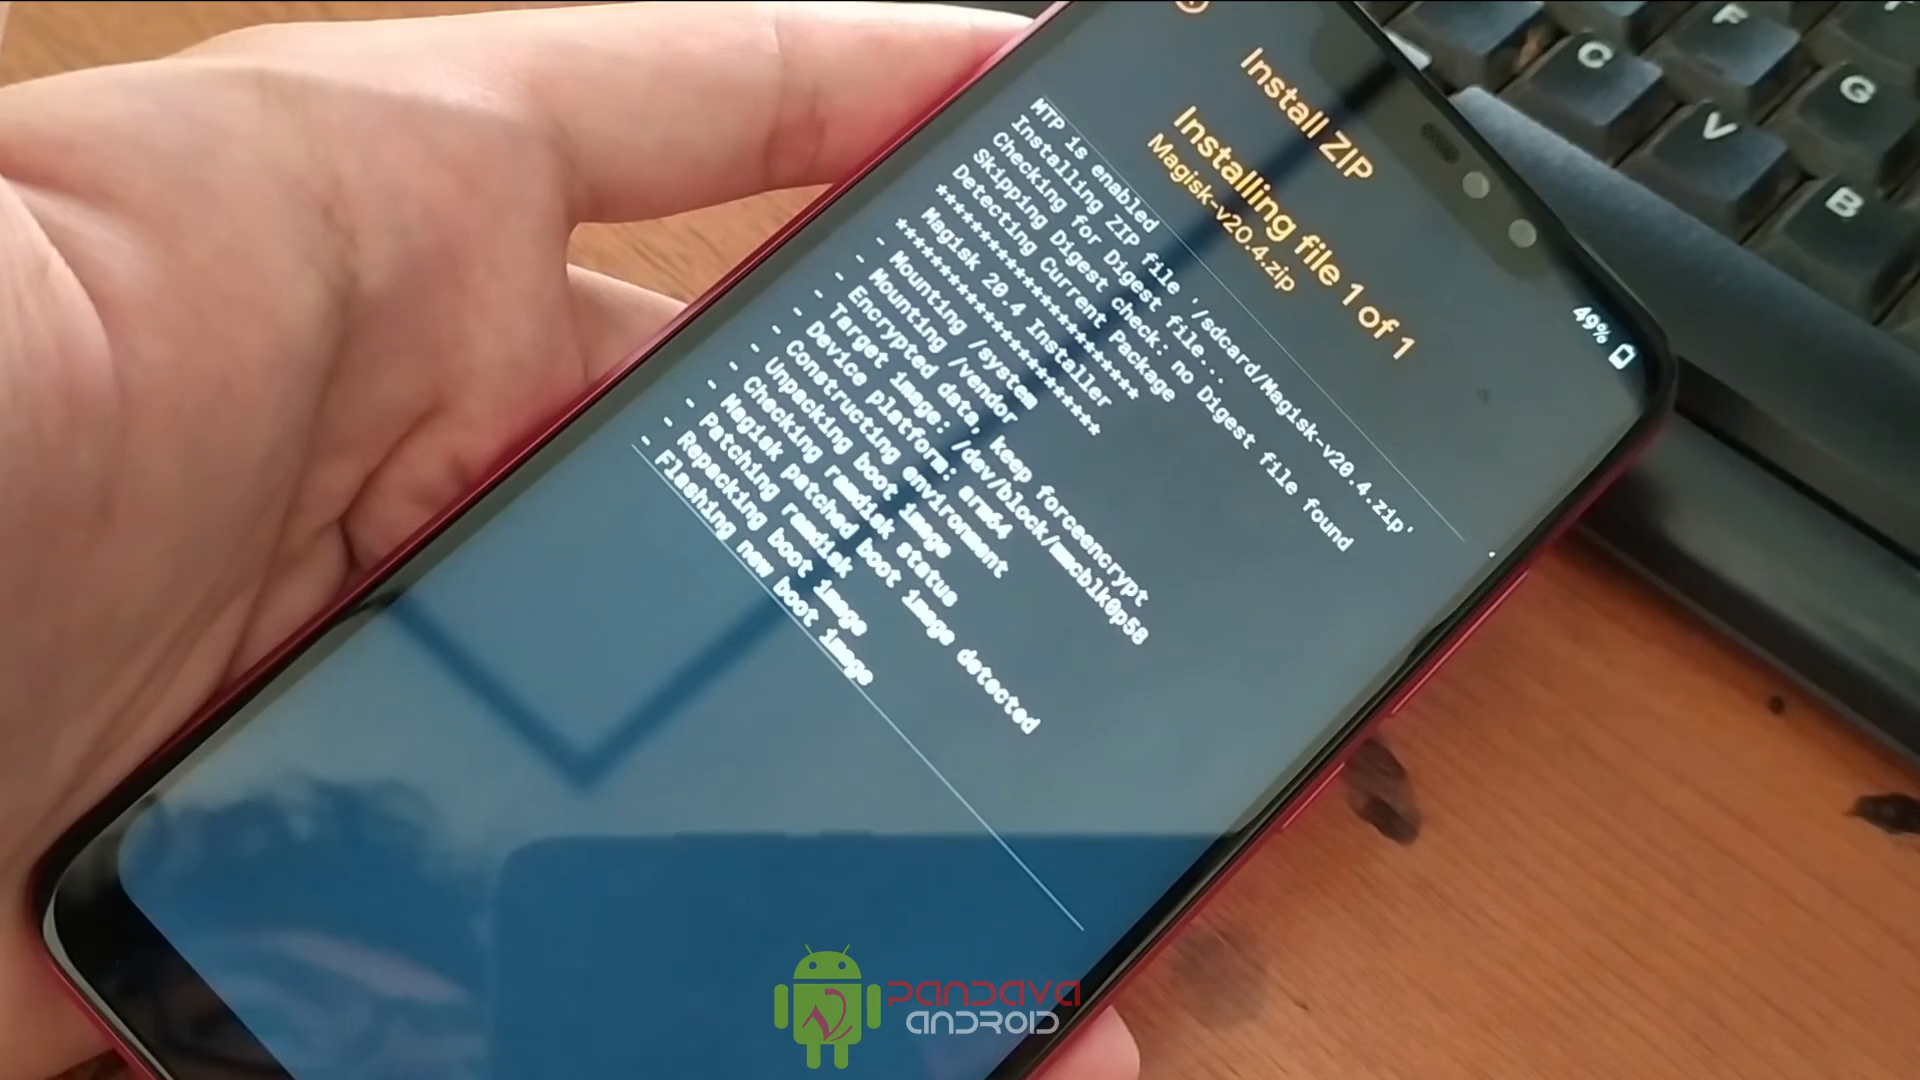 49%
Install ZIP
Installing file 1 of 1
Magisk-v20.4.zip
MTP is enabled
Installing ZIP file '/sdcard/Magisk-v20.4.zip'
Checking for Digest file...
Skipping Digest check: no Digest file found
Detecting Current Package
************************
Magisk 20.4 Installer
************************
- Mounting /system
- Mounting /vendor
- Encrypted data, keep forceencrypt
- Target image: /dev/block/mmcblk0p58
- Device platform: arm64
- Constructing environment
- Unpacking boot image
- Checking ramdisk status
- Magisk patched boot image detected
- Patching ramdisk
- Repacking boot image
- Flashing new boot image
F
C
G
V
B
PANDAVA
ANDROID